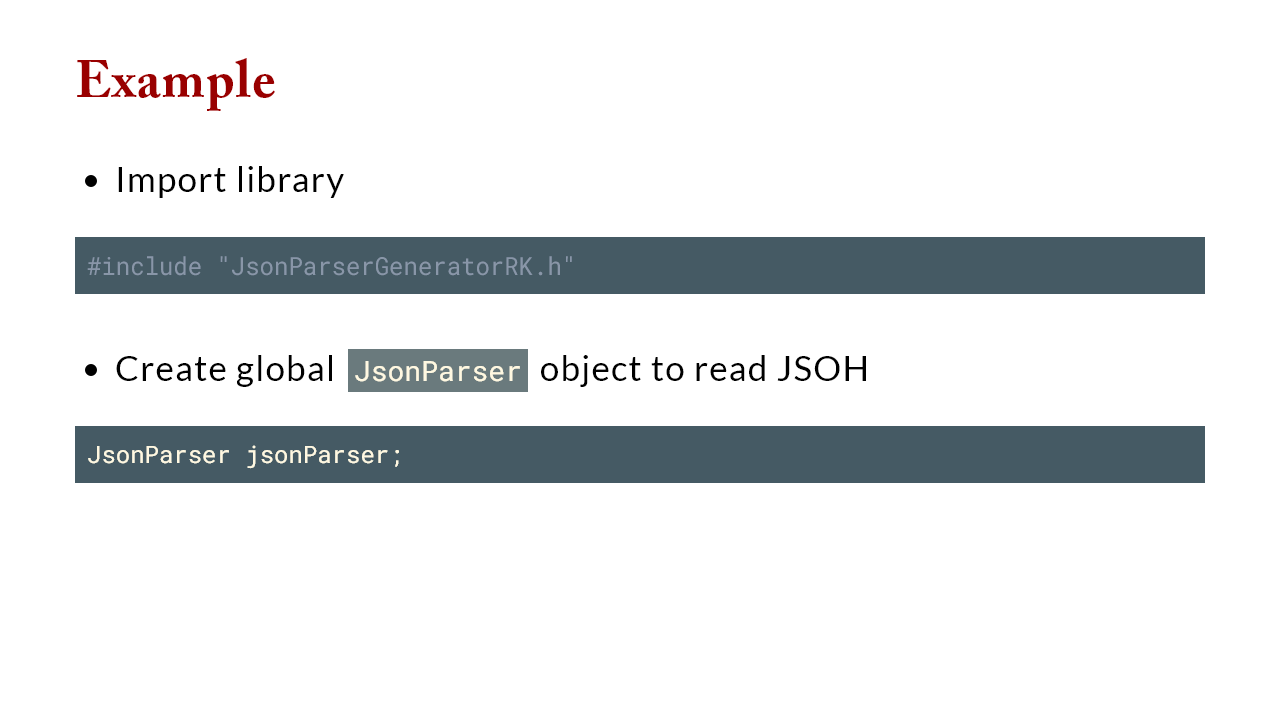 Example
• Import library
#include "JsonParserGeneratorRK.h"
• Create global JsonParser object to read JSOH
JsonParser jsonParser;